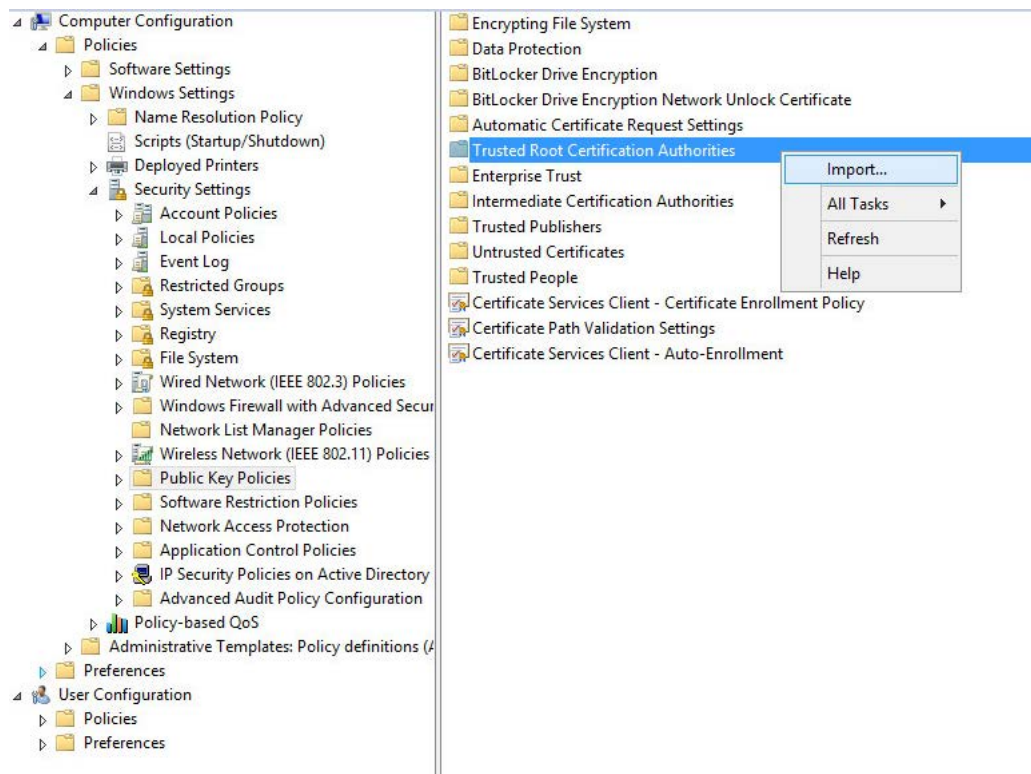 Computer Configuration
Policies
Software Settings
Windows Settings
Name Resolution Policy
Scripts (Startup/Shutdown)
Deployed Printers
Security Settings
Account Policies
Local Policies
Event Log
Restricted Groups
System Services
Registry
File System
Wired Network (IEEE 802.3) Policies
Windows Firewall with Advanced Secur
Network List Manager Policies
Wireless Network (IEEE 802.11) Policies
Public Key Policies
Software Restriction Policies
Network Access Protection
Application Control Policies
IP Security Policies on Active Directory
Advanced Audit Policy Configuration
Policy-based QoS
Administrative Templates: Policy definitions (A
Preferences
User Configuration
Policies
Preferences
Encrypting File System
Data Protection
BitLocker Drive Encryption
BitLocker Drive Encryption Network Unlock Certificate
Automatic Certificate Request Settings
Trusted Root Certification Authorities
Enterprise Trust
Intermediate Certification Authorities
Trusted Publishers
Untrusted Certificates
Trusted People
Certificate Services Client - Certificate Enrollment Policy
Certificate Path Validation Settings
Certificate Services Client - Auto-Enrollment
Import...
All Tasks
Refresh
Help